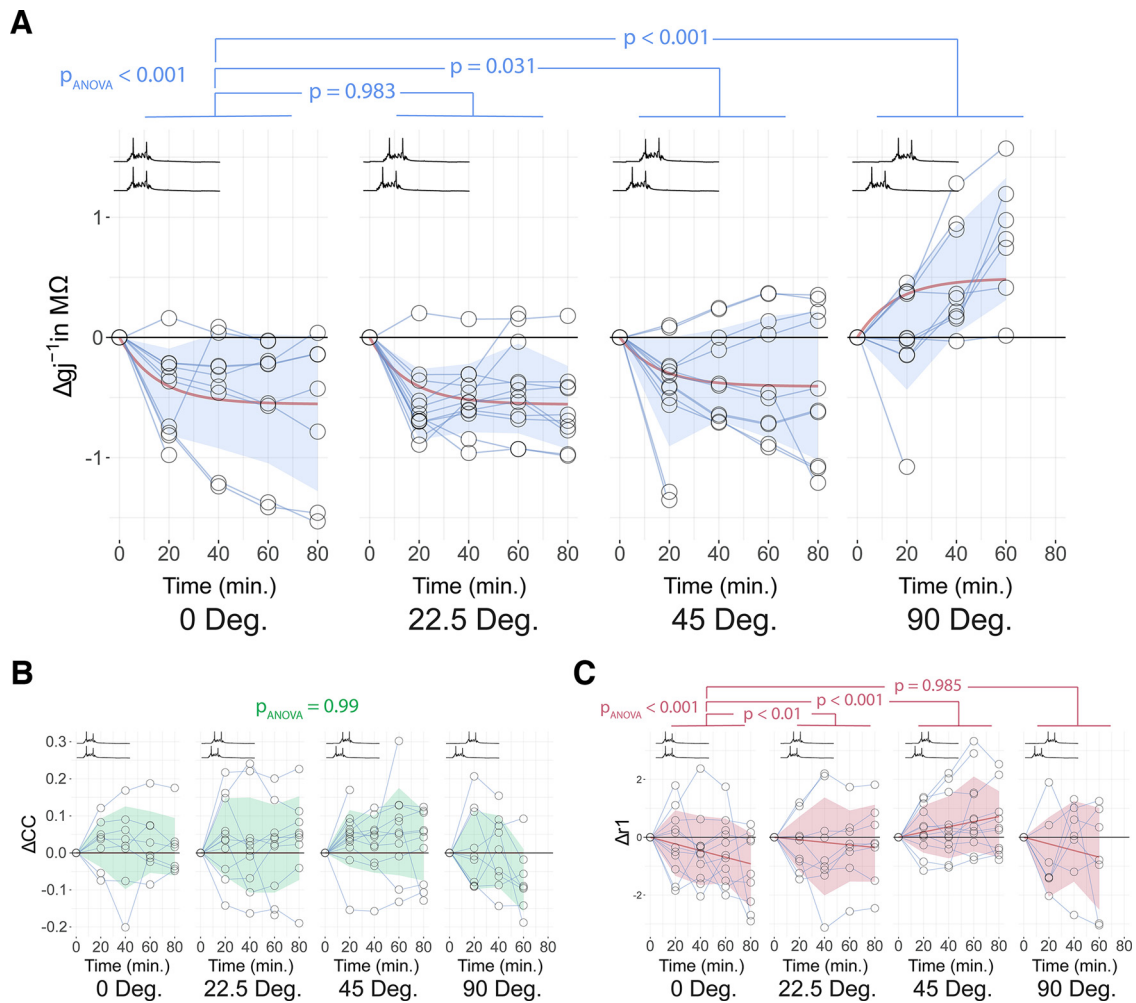 A
p < 0.001
p = 0.031
pANOVA < 0.001
p = 0.983
Δgj⁻¹in MΩ
1
0
-1
0 20 40 60 80 0 20 40 60 80 0 20 40 60 80 0 20 40 60 80
Time (min.) Time (min.) Time (min.) Time (min.)
0 Deg. 22.5 Deg. 45 Deg. 90 Deg.
B
pANOVA = 0.99
ΔCC
0.3
0.2
0.1
0.0
-0.1
-0.2
0 20 40 60 80 0 20 40 60 80 0 20 40 60 80 0 20 40 60 80
Time (min.) Time (min.) Time (min.) Time (min.)
0 Deg. 22.5 Deg. 45 Deg. 90 Deg.
C
p = 0.985
p < 0.001
pANOVA < 0.001
p < 0.01
Δr1
2
0
-2
0 20 40 60 80 0 20 40 60 80 0 20 40 60 80 0 20 40 60 80
Time (min.) Time (min.) Time (min.) Time (min.)
0 Deg. 22.5 Deg. 45 Deg. 90 Deg.